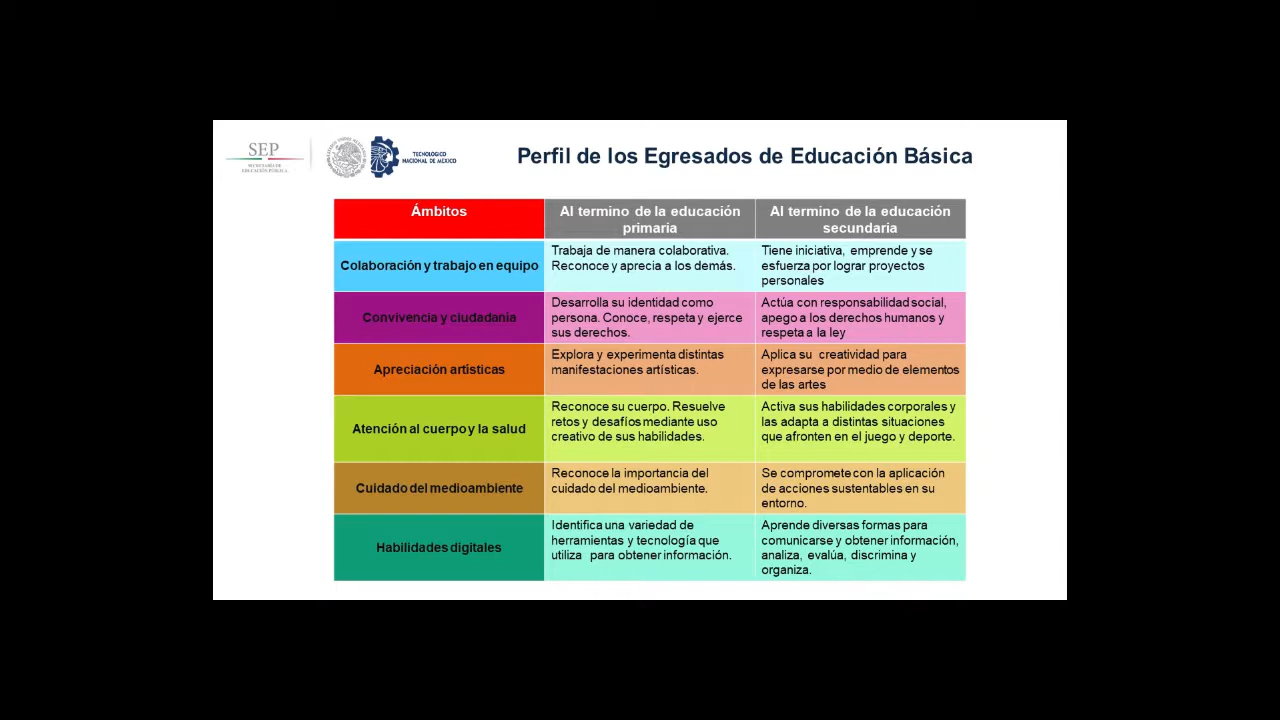 SEP
SECRETARÍA DE
EDUCACIÓN PÚBLICA
TECNOLÓGICO
NACIONAL DE MÉXICO
Perfil de los Egresados de Educación Básica
Ámbitos
Al termino de la educación
primaria
Al termino de la educación
secundaria
Colaboración y trabajo en equipo
Trabaja de manera colaborativa.
Reconoce y aprecia a los demás.
Tiene iniciativa, emprende y se
esfuerza por lograr proyectos
personales
Convivencia y ciudadanía
Desarrolla su identidad como
persona. Conoce, respeta y ejerce
sus derechos.
Actúa con responsabilidad social,
apego a los derechos humanos y
respeta a la ley
Apreciación artísticas
Explora y experimenta distintas
manifestaciones artísticas.
Aplica su creatividad para
expresarse por medio de elementos
de las artes
Atención al cuerpo y la salud
Reconoce su cuerpo. Resuelve
retos y desafíos mediante uso
creativo de sus habilidades.
Activa sus habilidades corporales y
las adapta a distintas situaciones
que afronten en el juego y deporte.
Cuidado del medioambiente
Reconoce la importancia del
cuidado del medioambiente.
Se compromete con la aplicación
de acciones sustentables en su
entorno.
Habilidades digitales
Identifica una variedad de
herramientas y tecnología que
utiliza para obtener información.
Aprende diversas formas para
comunicarse y obtener información,
analiza, evalúa, discrimina y
organiza.